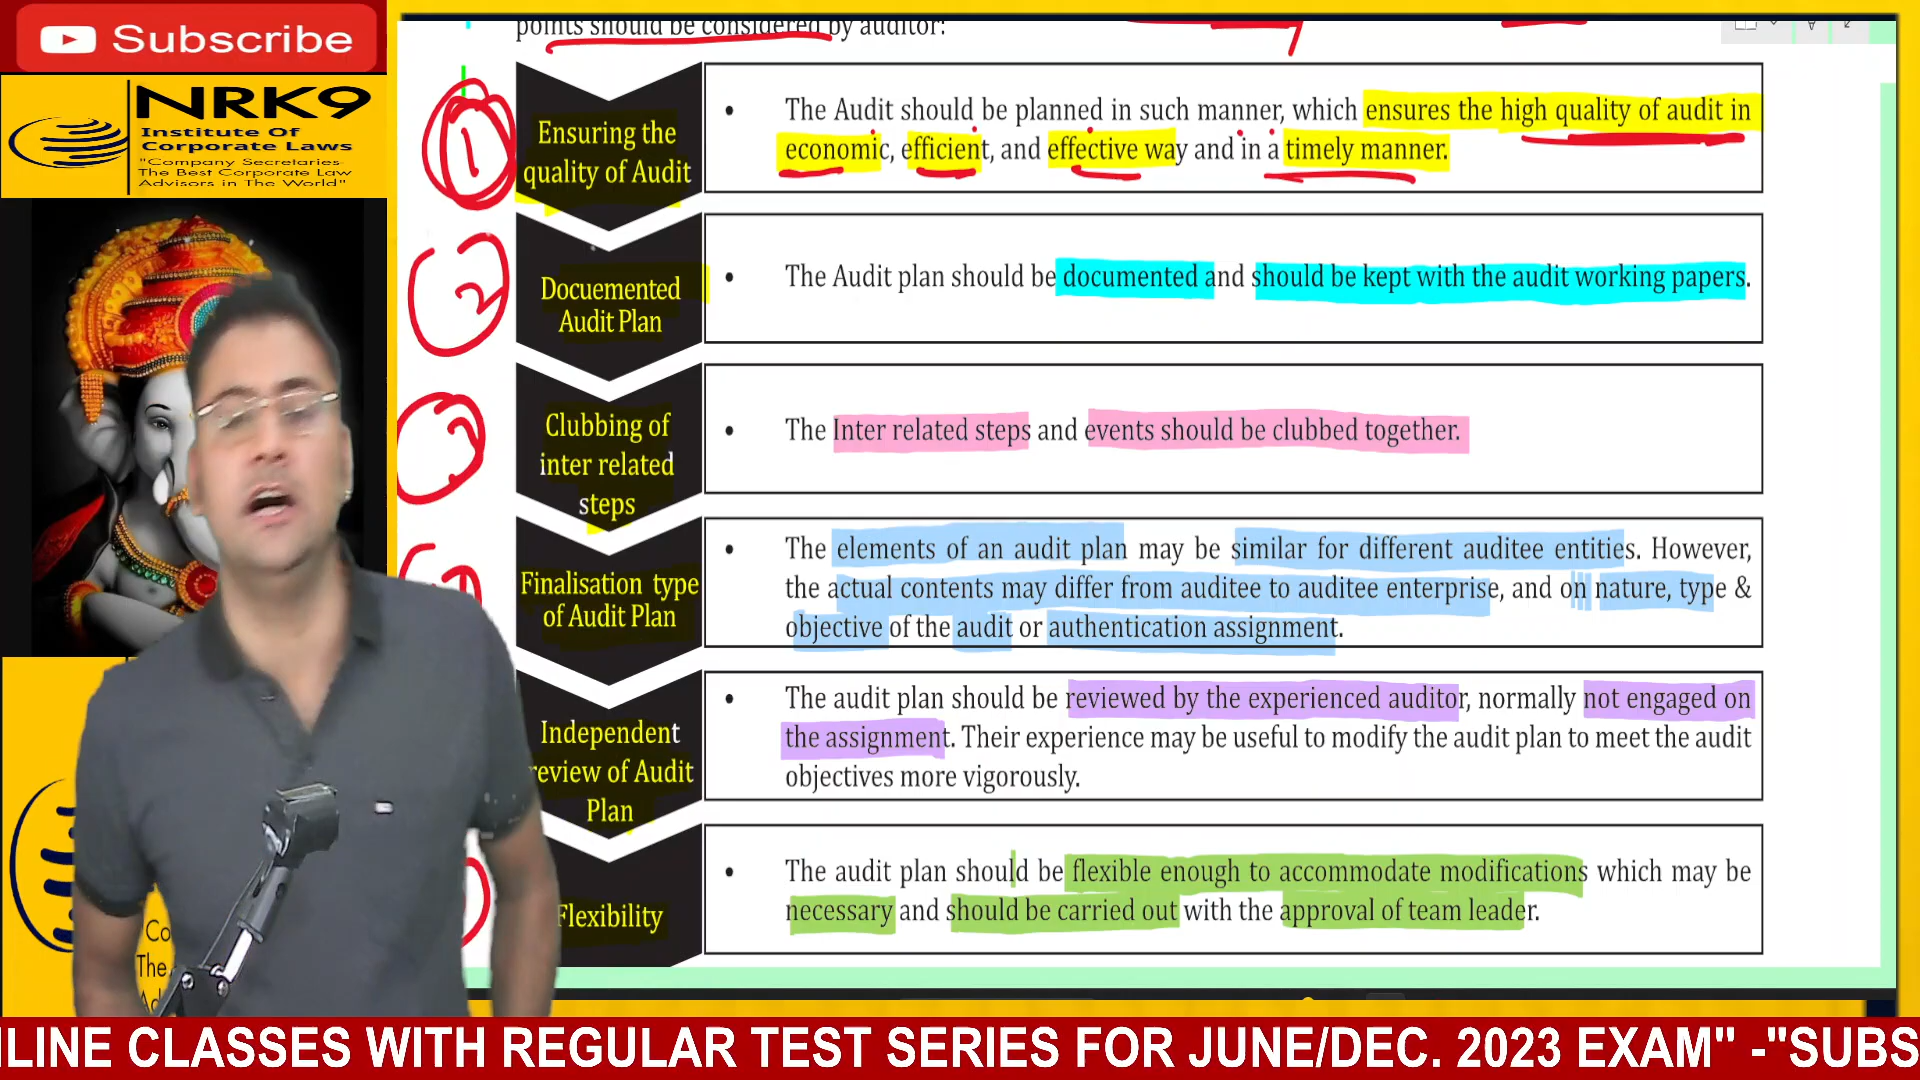 Subscribe
NRK9
Institute Of
Corporate Laws
"Company Secretaries-
The Best Corporate Law
Advisors in The World"
points should be considered by auditor:
1
Ensuring the
quality of Audit
• The Audit should be planned in such manner, which ensures the high quality of audit in
economic, efficient, and effective way and in a timely manner.
2
Docuemented
Audit Plan
• The Audit plan should be documented and should be kept with the audit working papers.
3
Clubbing of
inter related
steps
• The Inter related steps and events should be clubbed together.
Finalisation type
of Audit Plan
• The elements of an audit plan may be similar for different auditee entities. However,
the actual contents may differ from auditee to auditee enterprise, and on nature, type &
objective of the audit or authentication assignment.
Independent
review of Audit
Plan
• The audit plan should be reviewed by the experienced auditor, normally not engaged on
the assignment. Their experience may be useful to modify the audit plan to meet the audit
objectives more vigorously.
Flexibility
• The audit plan should be flexible enough to accommodate modifications which may be
necessary and should be carried out with the approval of team leader.
Co
The
Ad
NLINE CLASSES WITH REGULAR TEST SERIES FOR JUNE/DEC. 2023 EXAM" -"SUBS